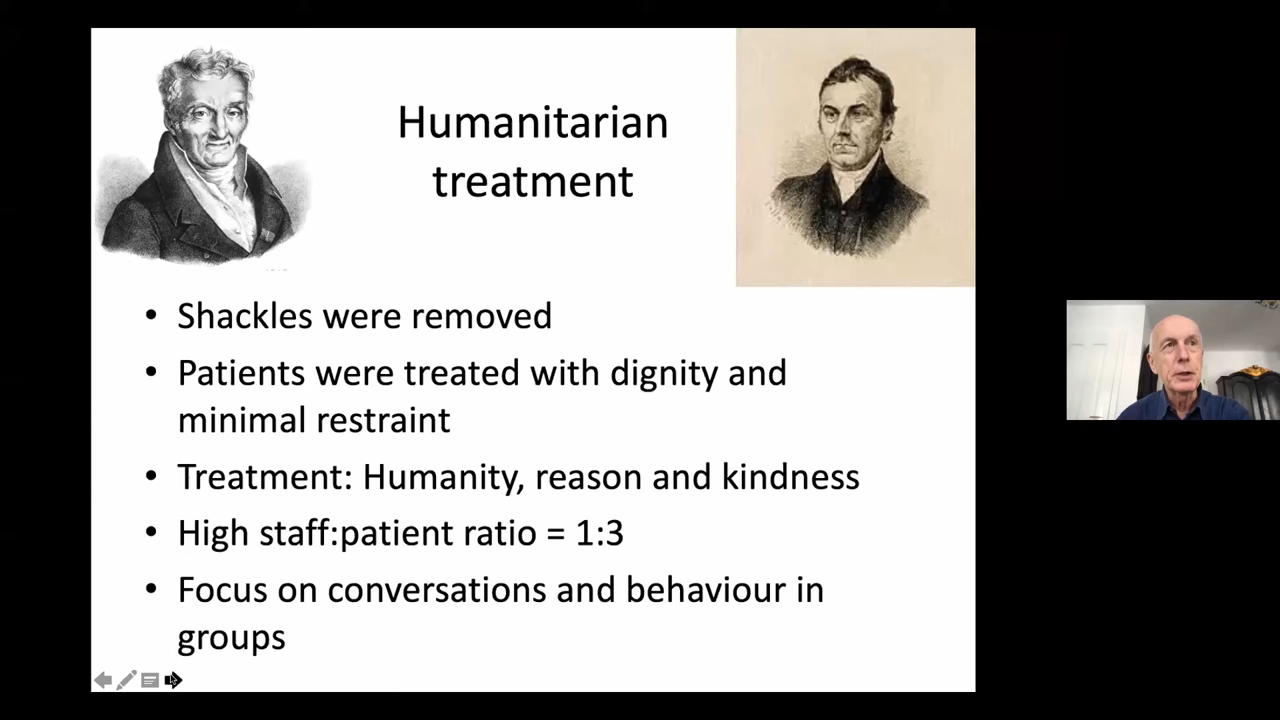 Humanitarian
treatment
• Shackles were removed
• Patients were treated with dignity and
minimal restraint
• Treatment: Humanity, reason and kindness
• High staff:patient ratio = 1:3
• Focus on conversations and behaviour in
groups